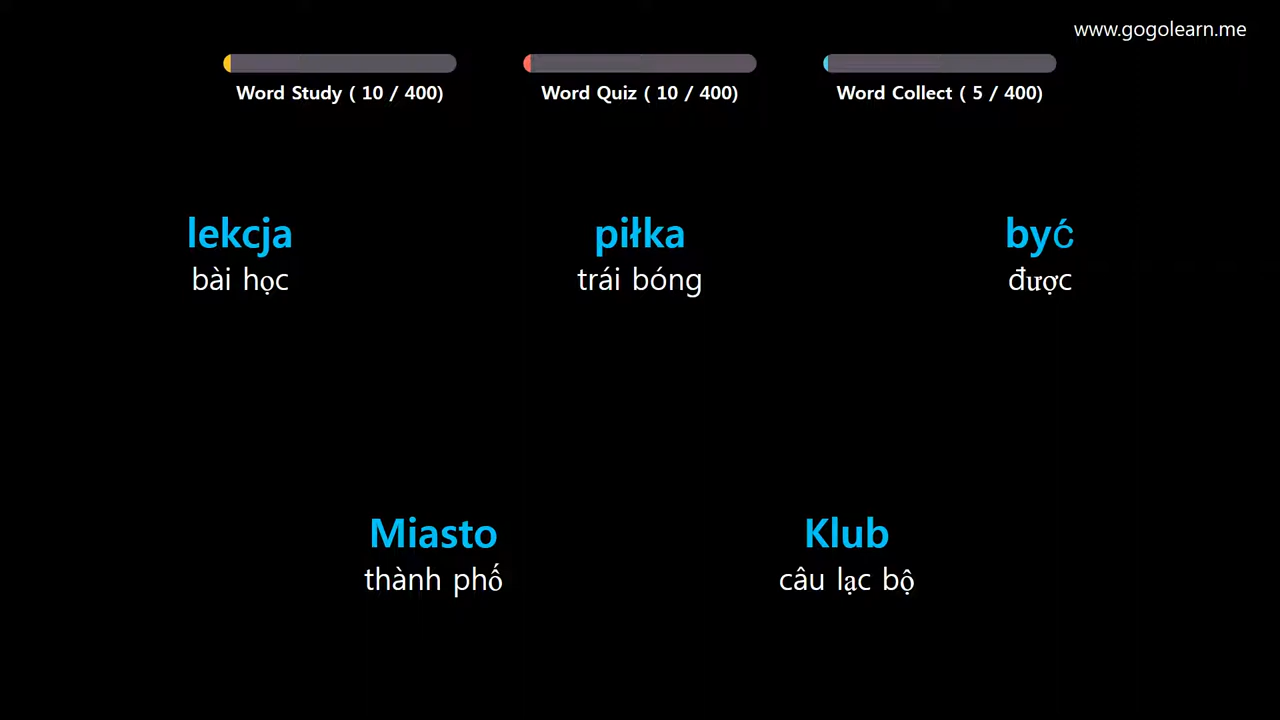 www.gogolearn.me
Word Study ( 10 / 400)
Word Quiz ( 10 / 400)
Word Collect ( 5 / 400)
lekcja
bài học
piłka
trái bóng
być
được
Miasto
thành phố
Klub
câu lạc bộ